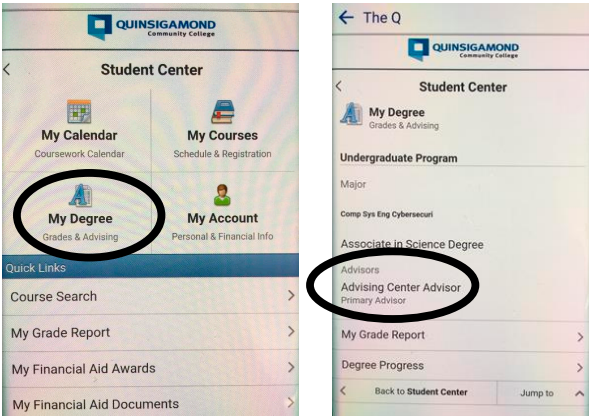 QUINSIGAMOND
Community College
Student Center
My Calendar
Coursework Calendar
My Courses
Schedule & Registration
My Degree
Grades & Advising
My Account
Personal & Financial Info
Quick Links
Course Search
My Grade Report
My Financial Aid Awards
My Financial Aid Documents
The Q
QUINSIGAMOND
Community College
Student Center
My Degree
Grades & Advising
Undergraduate Program
Major
Comp Sys Eng Cybersecuri
Associate in Science Degree
Advisors
Advising Center Advisor
Primary Advisor
My Grade Report
Degree Progress
Back to Student Center
Jump to